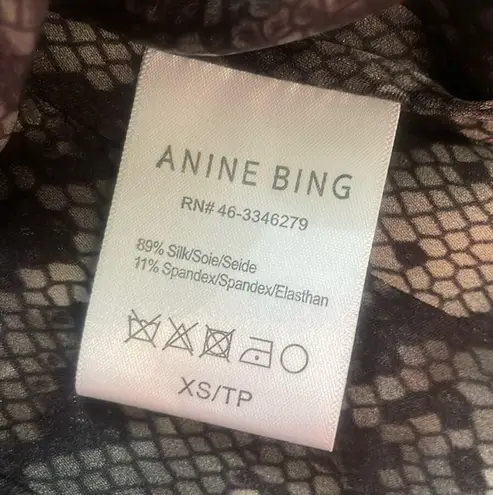 ANINE BING
RN# 46-3346279
89% Silk/Soie/Seide
11% Spandex/Spandex/Elasthan
XS/TP